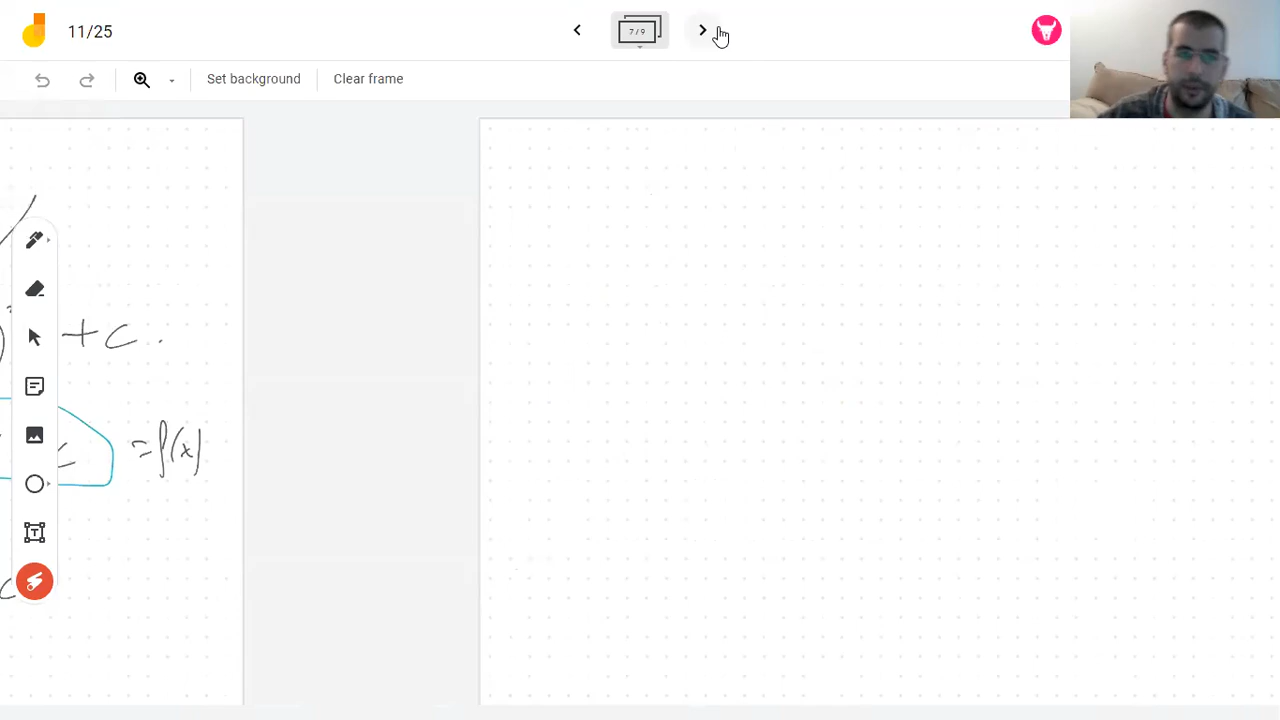 11/25
7/9
Set background
Clear frame
+ c .
= f(x)
T